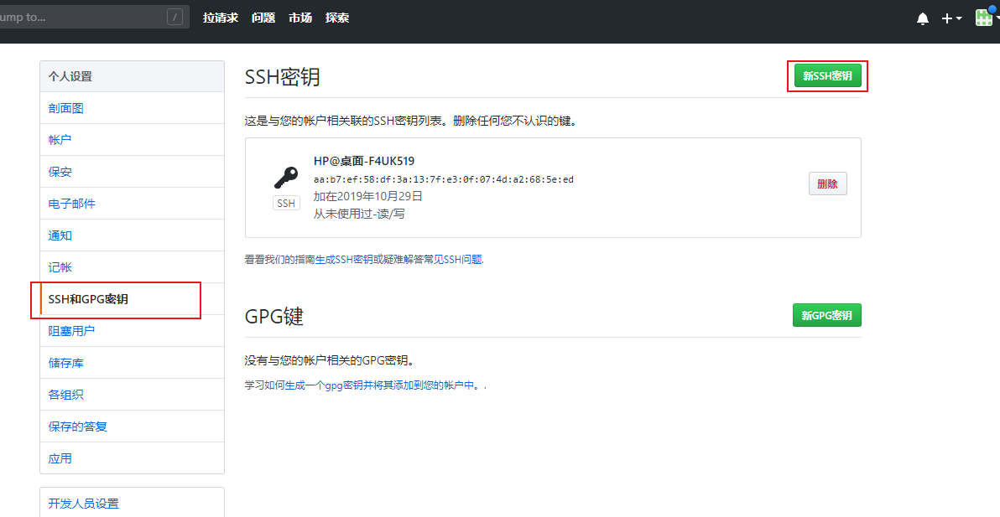 ump to...
/
拉请求 问题 市场 探索
个人设置
剖面图
帐户
保安
电子邮件
通知
记帐
SSH和GPG密钥
阻塞用户
储存库
各组织
保存的答复
应用
开发人员设置
SSH密钥
新SSH密钥
这是与您的帐户相关联的SSH密钥列表。删除任何您不认识的键。
HP@桌面-F4UK519
aa:b7:ef:58:df:3a:13:7f:e3:0f:07:4d:a2:68:5e:ed
加在2019年10月29日
从未使用过-读/写
SSH
删除
看看我们的指南生成SSH密钥或疑难解答常见SSH问题.
GPG键
新GPG密钥
没有与您的帐户相关的GPG密钥。
学习如何生成一个gpg密钥并将其添加到您的帐户中。.